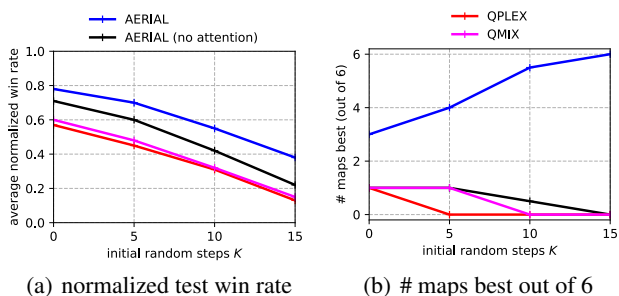 AERIAL
AERIAL (no attention)
1.0
0.8
0.6
0.4
0.2
0.0
average normalized win rate
0
5
10
15
initial random steps K
(a) normalized test win rate
QPLEX
QMIX
6
4
2
0
# maps best (out of 6)
0
5
10
15
initial random steps K
(b) # maps best out of 6